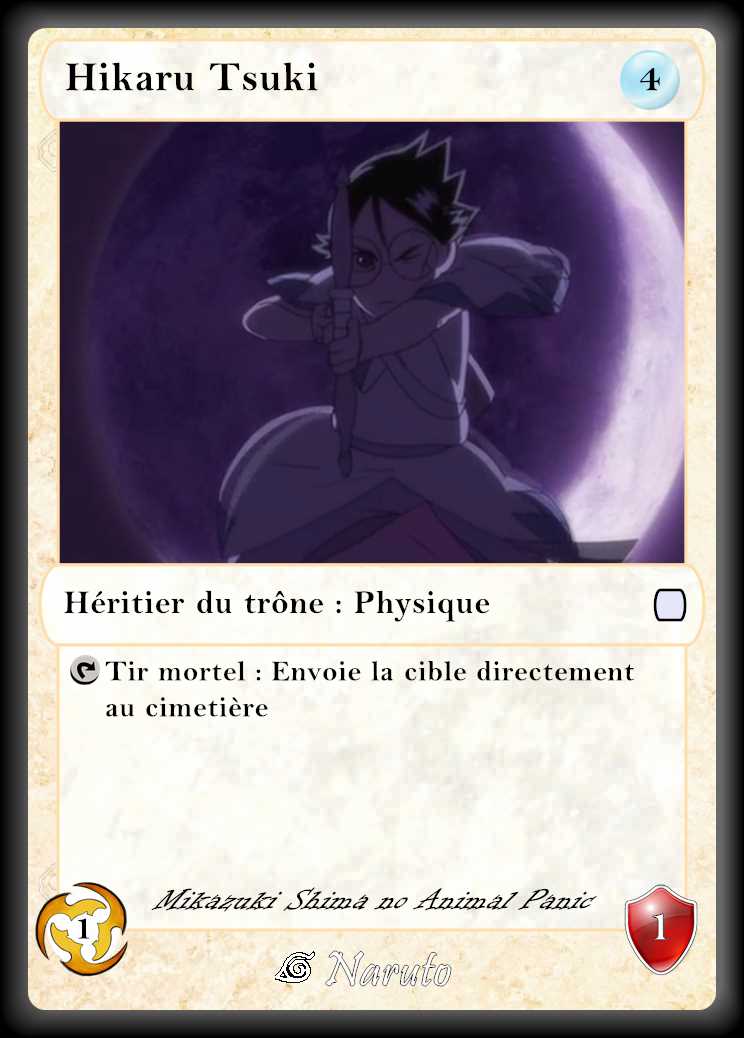 Hikaru Tsuki
4
Héritier du trône : Physique
Tir mortel : Envoie la cible directement
au cimetière
Mikazuki Shima no Animal Panic
1
1
Naruto